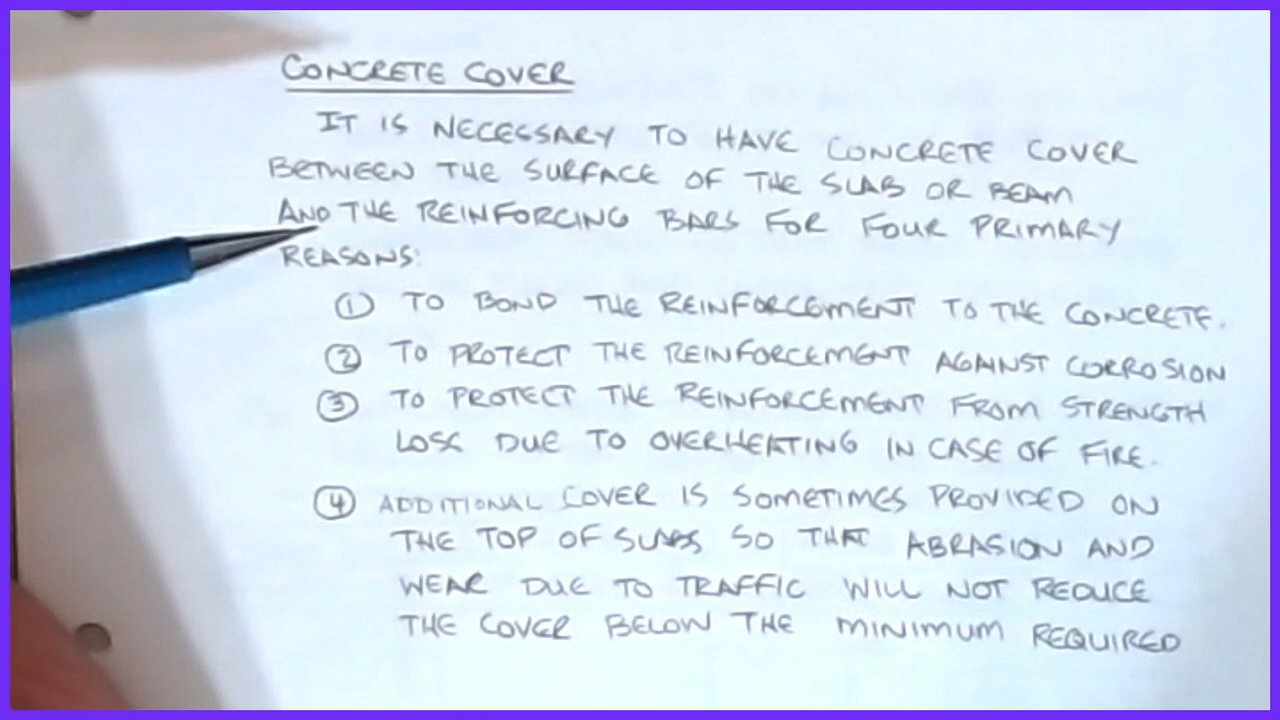 CONCRETE COVER
IT IS NECESSARY TO HAVE CONCRETE COVER
BETWEEN THE SURFACE OF THE SLAB OR BEAM
AND THE REINFORCING BARS FOR FOUR PRIMARY
REASONS:
① TO BOND THE REINFORCEMENT TO THE CONCRETE.
② TO PROTECT THE REINFORCEMENT AGAINST CORROSION
③ TO PROTECT THE REINFORCEMENT FROM STRENGTH
LOSS DUE TO OVERHEATING IN CASE OF FIRE.
④ ADDITIONAL COVER IS SOMETIMES PROVIDED ON
THE TOP OF SLABS SO THAT ABRASION AND
WEAR DUE TO TRAFFIC WILL NOT REDUCE
THE COVER BELOW THE MINIMUM REQUIRED